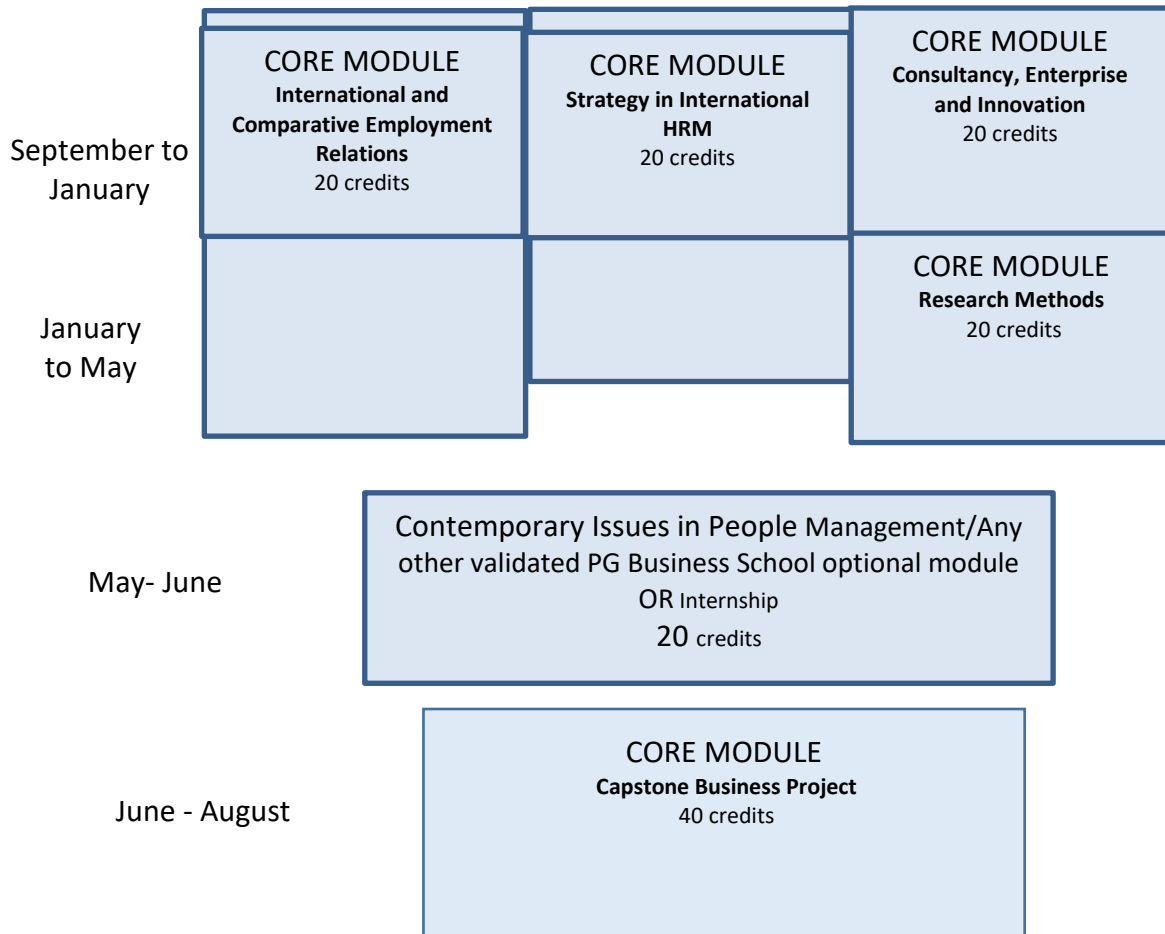 September to
January
CORE MODULE
International and
Comparative Employment
Relations
20 credits
CORE MODULE
Strategy in International
HRM
20 credits
CORE MODULE
Consultancy, Enterprise
and Innovation
20 credits
January
to May
CORE MODULE
Research Methods
20 credits
May- June
Contemporary Issues in People Management/Any
other validated PG Business School optional module
OR Internship
20 credits
June - August
CORE MODULE
Capstone Business Project
40 credits